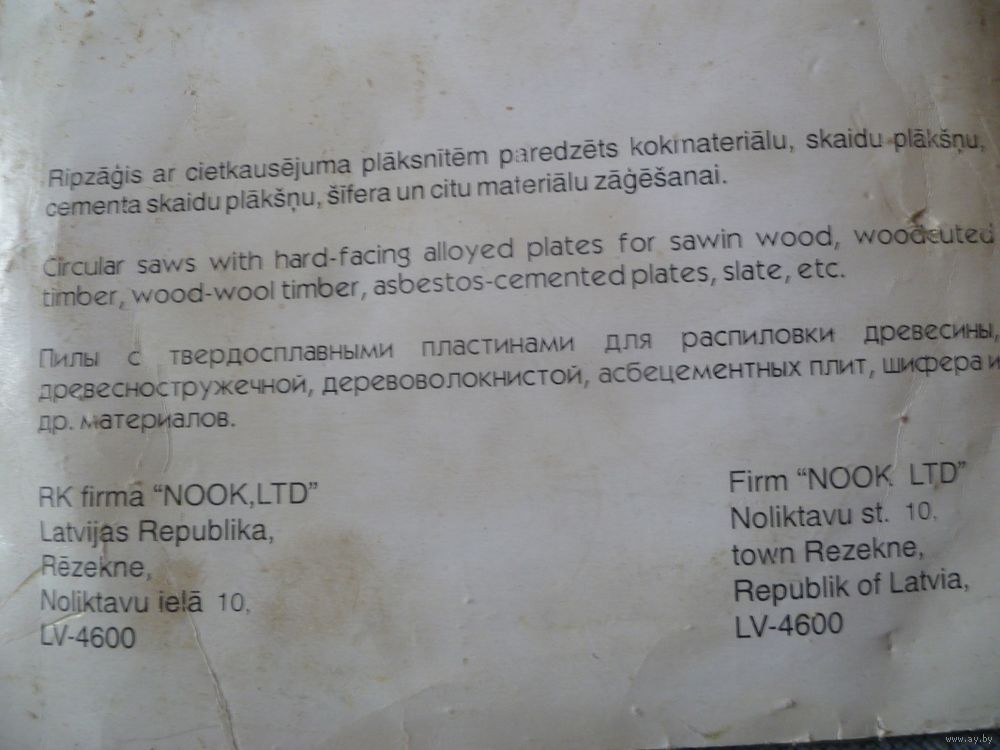 Ripzāģis ar cietkausējuma plāksnītēm paredzēts kokmateriālu, skaidu plākšņu,
cementa skaidu plākšņu, šīfera un citu materiālu zāģēšanai.
Circular saws with hard-facing alloyed plates for sawin wood, woodcuted
timber, wood-wool timber, asbestos-cemented plates, slate, etc.
Пилы с твердосплавными пластинами для распиловки древесины,
древесностружечной, деревоволокнистой, асбецементных плит, шифера и
др. материалов.
RK firma “NOOK,LTD”
Latvijas Republika,
Rēzekne,
Noliktavu ielā 10,
LV-4600
Firm “NOOK LTD”
Noliktavu st. 10,
town Rezekne,
Republik of Latvia,
LV-4600
www.ay.by